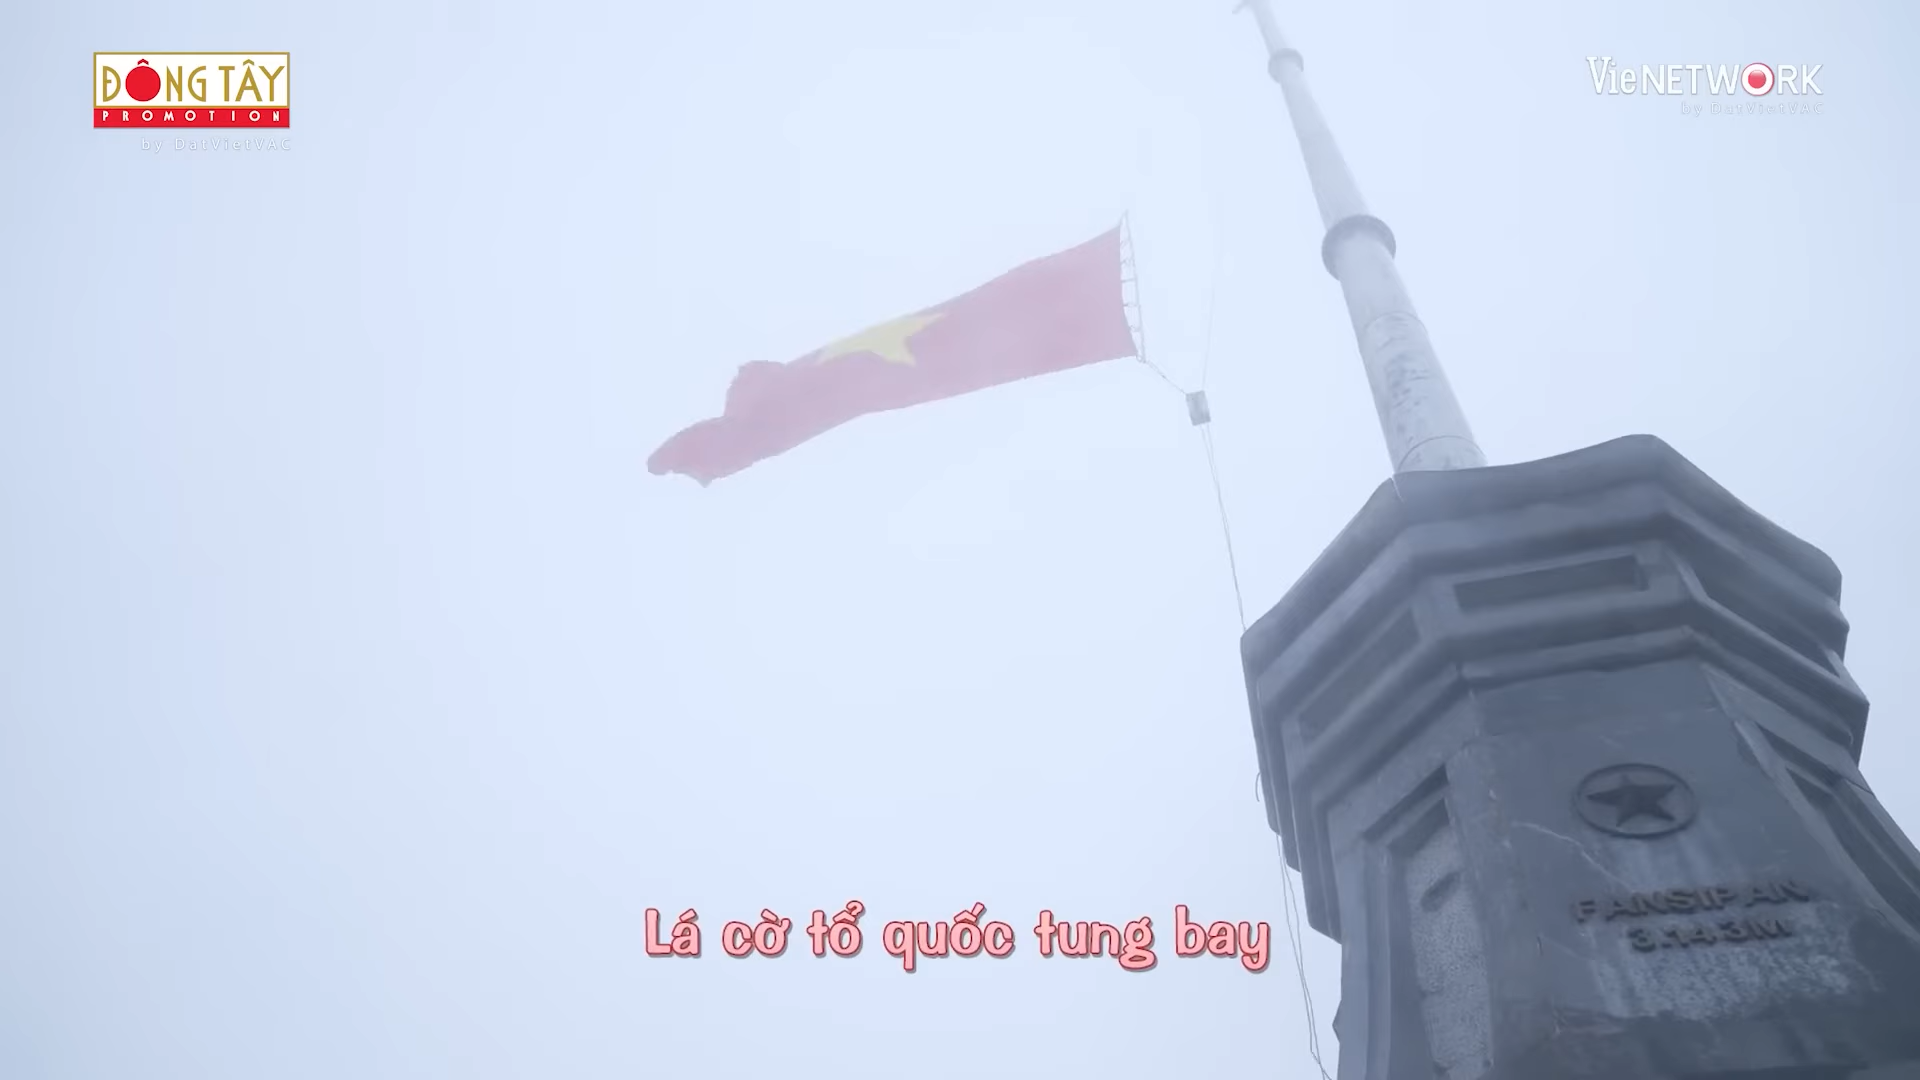 ĐÔNG TÂY
PROMOTION
by DatVietVAC
VieNETWORK
by DatVietVAC
Lá cờ tổ quốc tung bay
FANSIPAN
3.143M